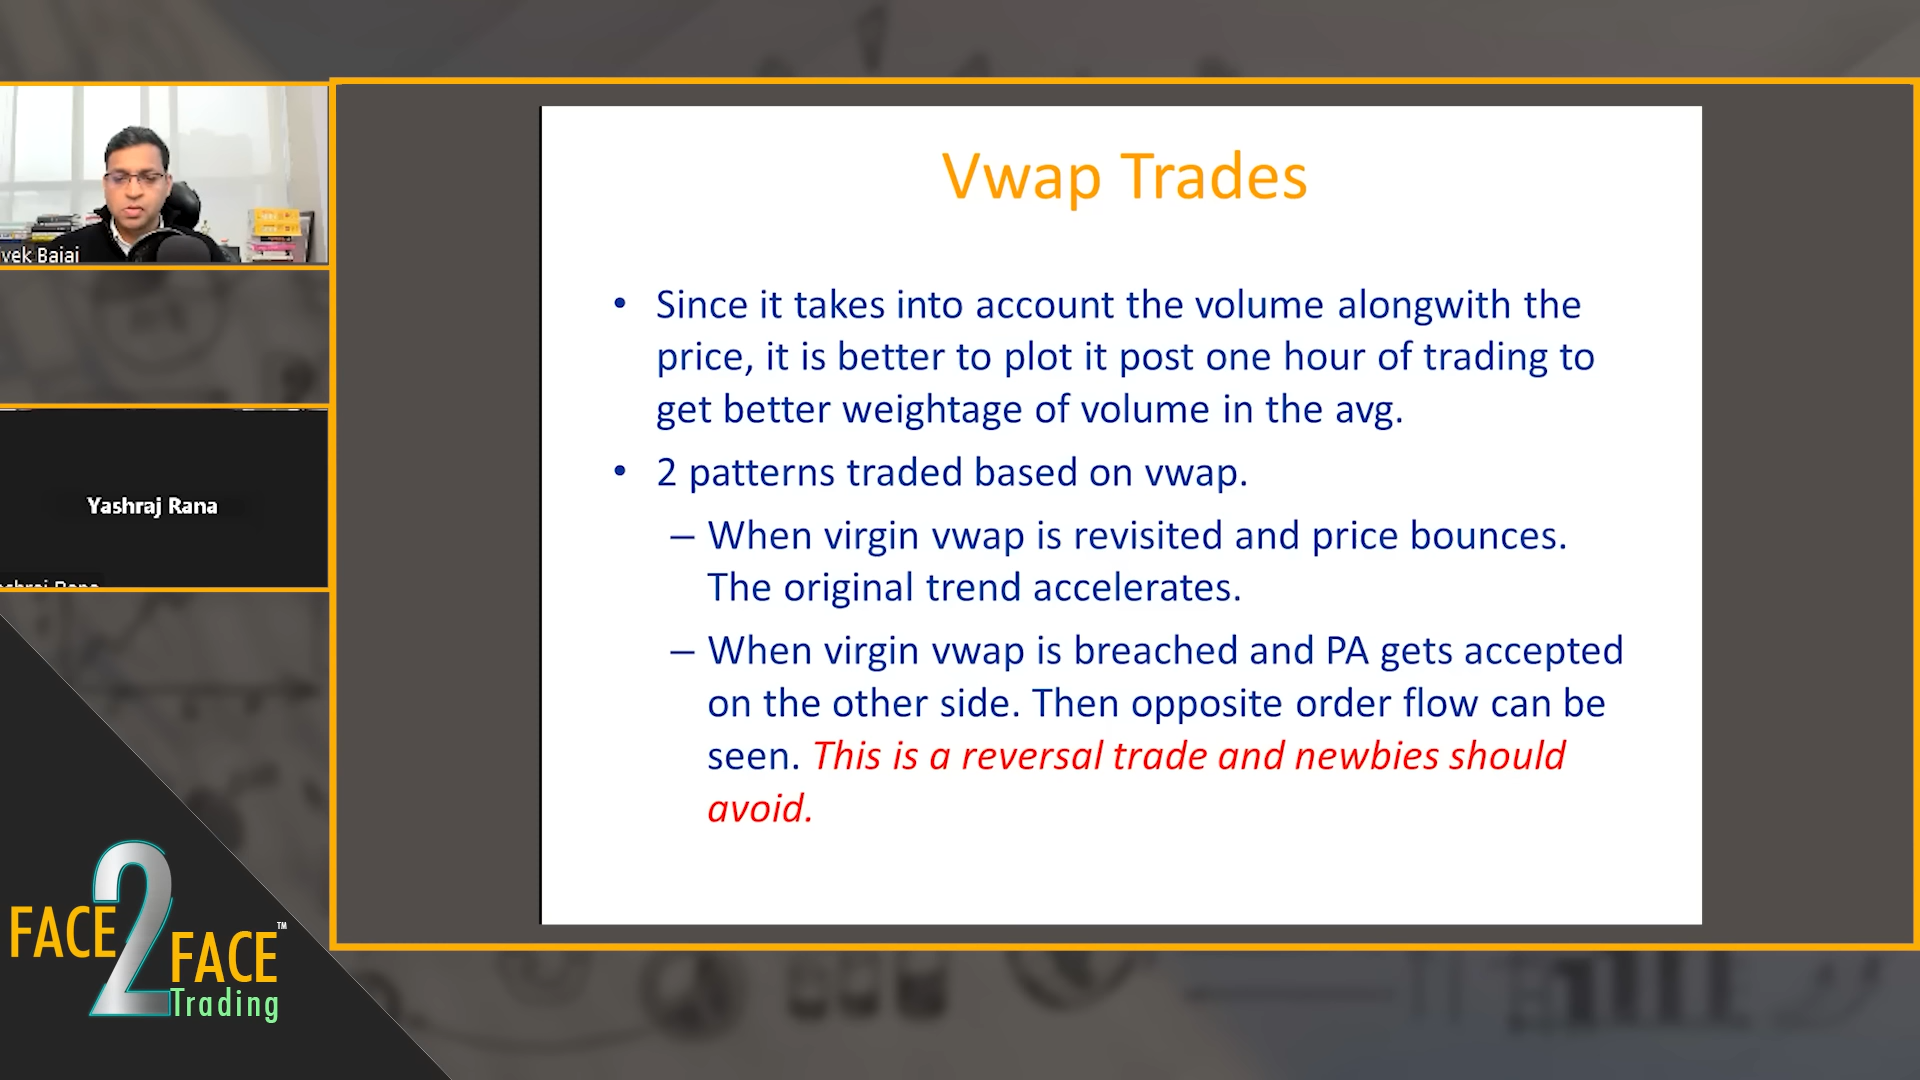 Vwap Trades
• Since it takes into account the volume alongwith the
price, it is better to plot it post one hour of trading to
get better weightage of volume in the avg.
• 2 patterns traded based on vwap.
– When virgin vwap is revisited and price bounces.
The original trend accelerates.
– When virgin vwap is breached and PA gets accepted
on the other side. Then opposite order flow can be
seen. This is a reversal trade and newbies should
avoid.
vek Bajaj
Yashraj Rana
FACE 2 FACE™
Trading